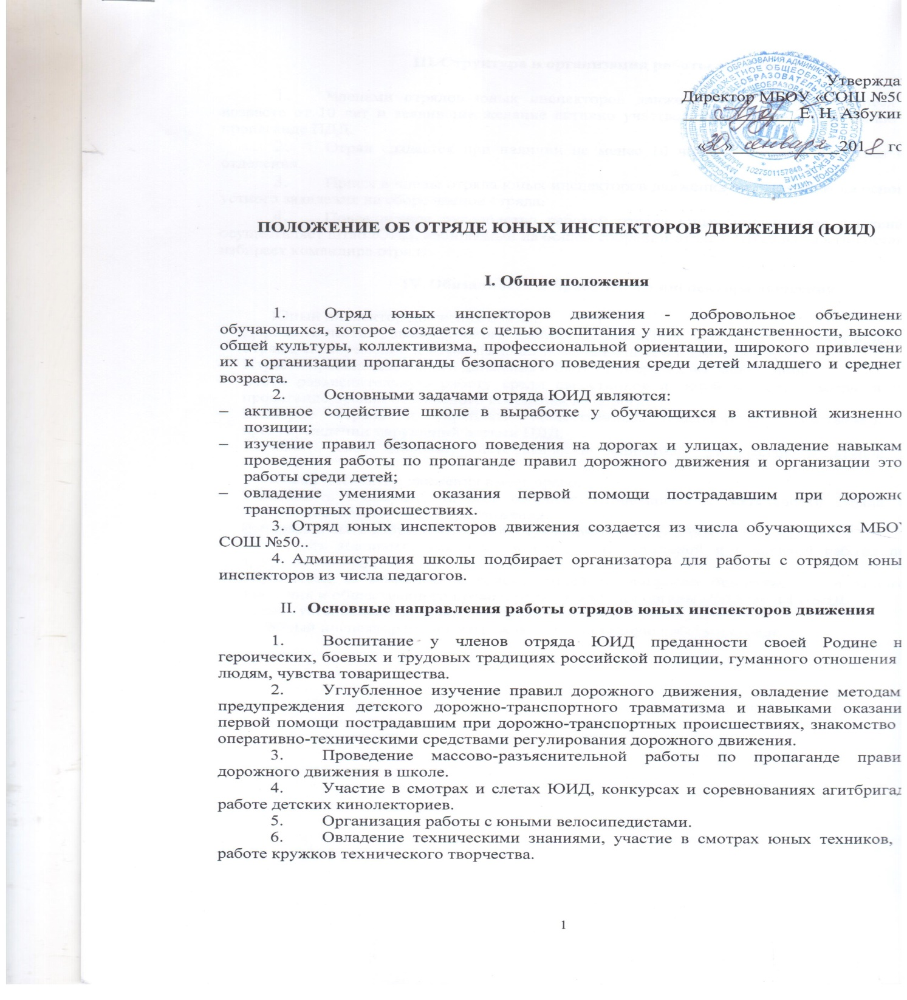 Утвержда
Директор МБОУ «СОШ №50
Е. Н. Азбукин
«30» января 2018 го
ПОЛОЖЕНИЕ ОБ ОТРЯДЕ ЮНЫХ ИНСПЕКТОРОВ ДВИЖЕНИЯ (ЮИД)
I. Общие положения
1. Отряд юных инспекторов движения - добровольное объединени
обучающихся, которое создается с целью воспитания у них гражданственности, высоко
общей культуры, коллективизма, профессиональной ориентации, широкого привлечени
их к организации пропаганды безопасного поведения среди детей младшего и среднег
возраста.
2. Основными задачами отряда ЮИД являются:
– активное содействие школе в выработке у обучающихся в активной жизненно
позиции;
– изучение правил безопасного поведения на дорогах и улицах, овладение навыкам
проведения работы по пропаганде правил дорожного движения и организации это
работы среди детей;
– овладение умениями оказания первой помощи пострадавшим при дорожно
транспортных происшествиях.
3. Отряд юных инспекторов движения создается из числа обучающихся МБОУ
СОШ №50..
4. Администрация школы подбирает организатора для работы с отрядом юны
инспекторов из числа педагогов.
II. Основные направления работы отрядов юных инспекторов движения
1. Воспитание у членов отряда ЮИД преданности своей Родине н
героических, боевых и трудовых традициях российской полиции, гуманного отношения
людям, чувства товарищества.
2. Углубленное изучение правил дорожного движения, овладение методам
предупреждения детского дорожно-транспортного травматизма и навыками оказани
первой помощи пострадавшим при дорожно-транспортных происшествиях, знакомство
оперативно-техническими средствами регулирования дорожного движения.
3. Проведение массово-разъяснительной работы по пропаганде прави
дорожного движения в школе.
4. Участие в смотрах и слетах ЮИД, конкурсах и соревнованиях агитбригад
работе детских кинолекториев.
5. Организация работы с юными велосипедистами.
6. Овладение техническими знаниями, участие в смотрах юных техников,
работе кружков технического творчества.
1